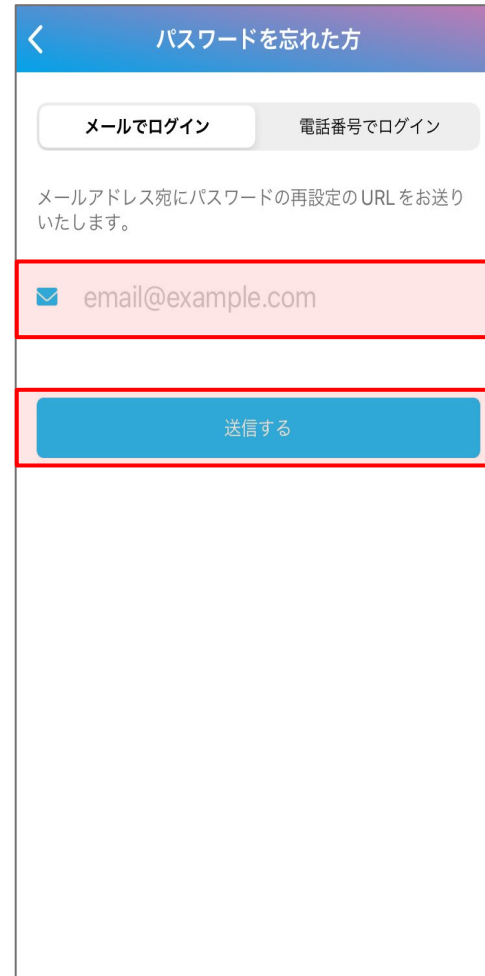 パスワードを忘れた方
メールでログイン
電話番号でログイン
メールアドレス宛にパスワードの再設定の URL をお送り
いたします。
email@example.com
送信する